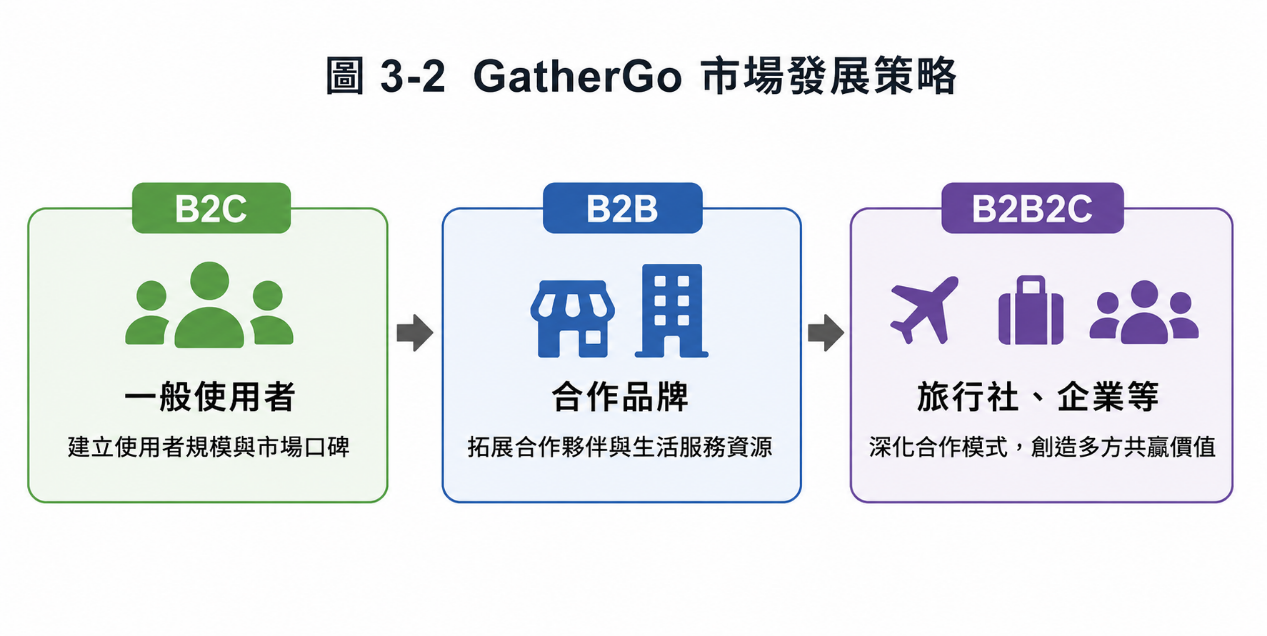 圖 3-2 GatherGo 市場發展策略
B2C
一般使用者
建立使用者規模與市場口碑
B2B
合作品牌
拓展合作夥伴與生活服務資源
B2B2C
旅行社、企業等
深化合作模式，創造多方共贏價值